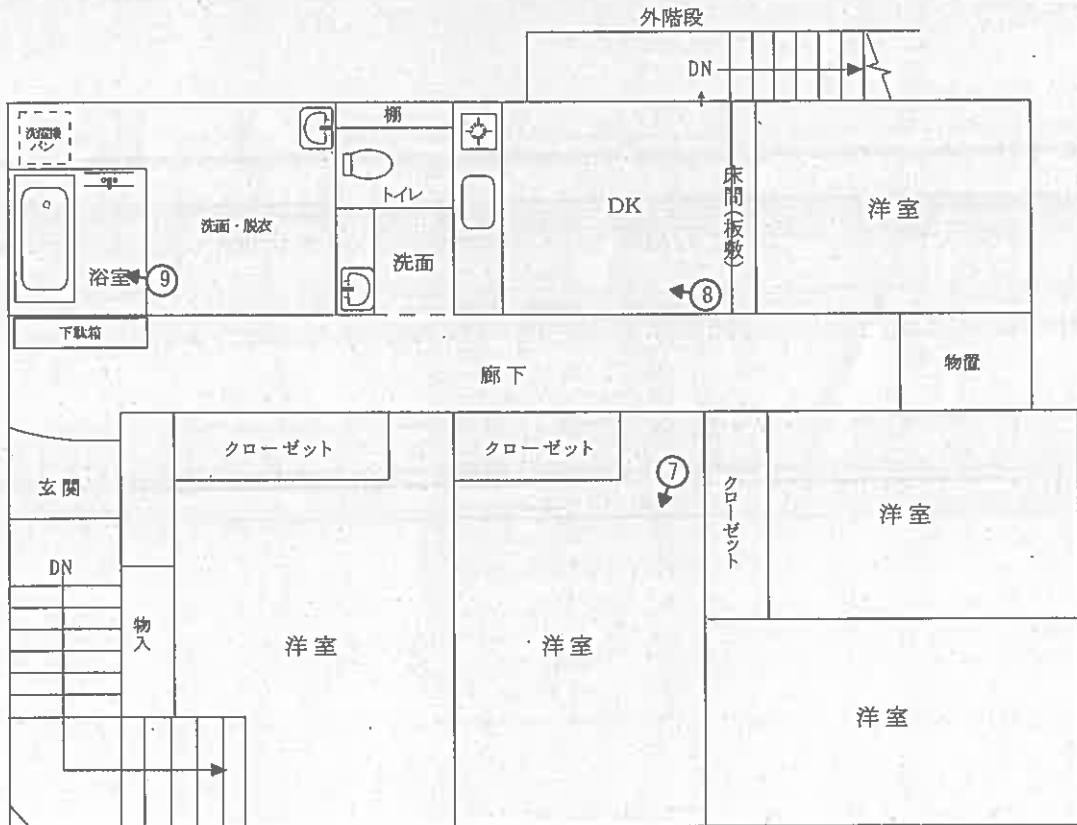 外階段
DN
洗濯機
パン
棚
トイレ
洗面・脱衣
洗面
浴室
⑨
DK
⑧
床間(板敷)
洋室
下駄箱
廊下
物置
クローゼット
クローゼット
⑦
クローゼット
洋室
玄関
DN
物入
洋室
洋室
洋室